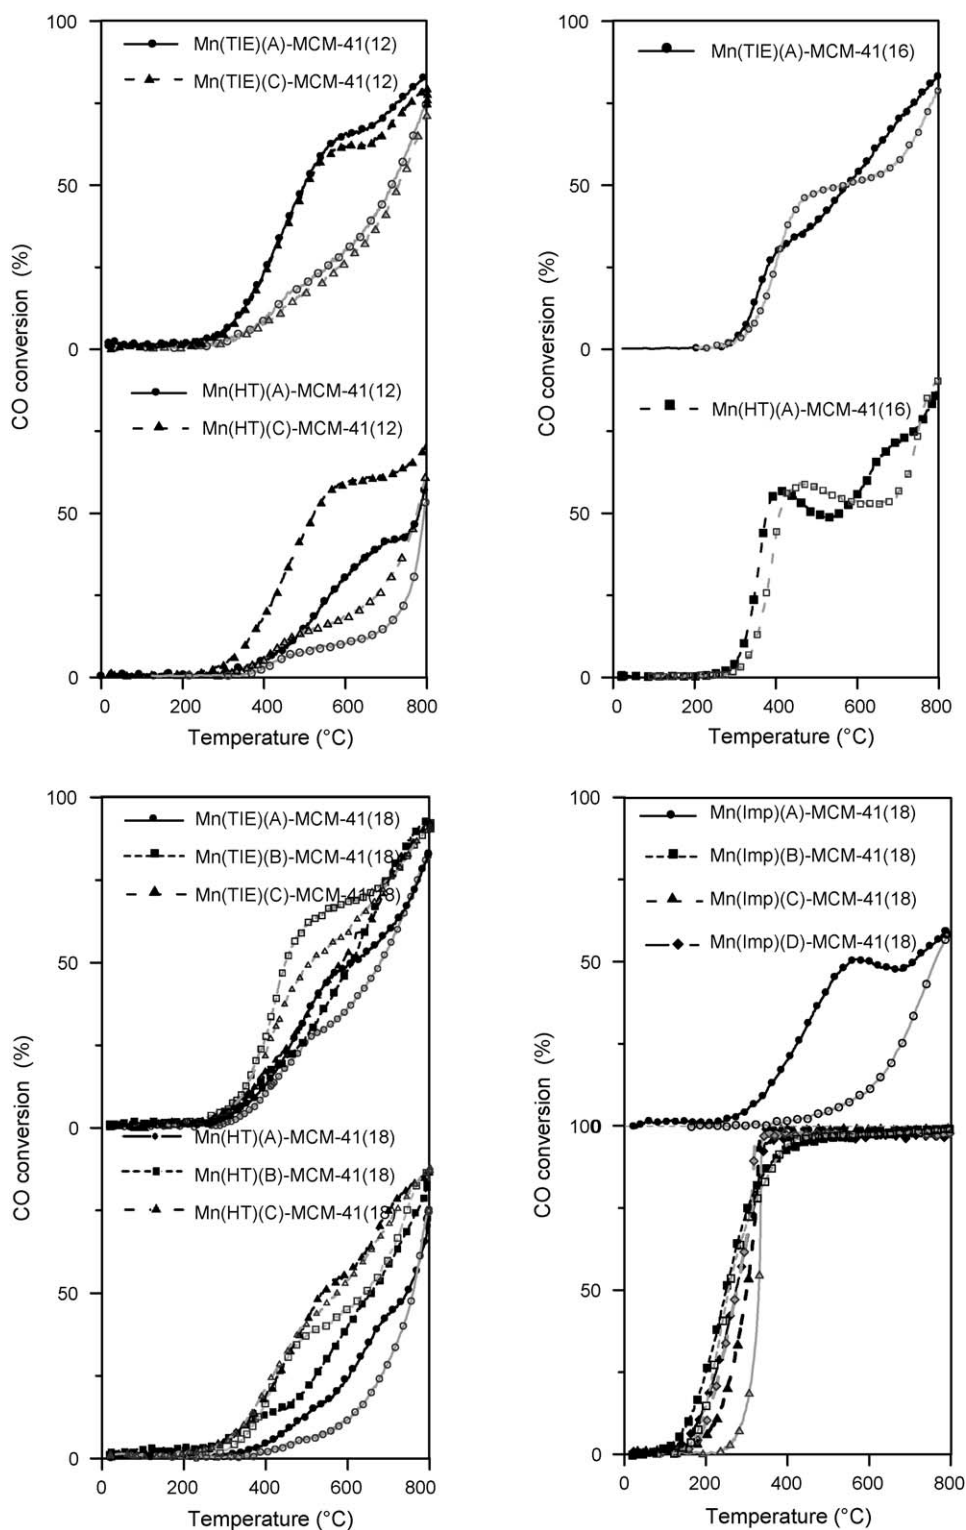 100
Mn(TIE)(A)-MCM-41(12)
Mn(TIE)(C)-MCM-41(12)
50
0
Mn(HT)(A)-MCM-41(12)
Mn(HT)(C)-MCM-41(12)
50
0
CO conversion (%)
0 200 400 600 800
Temperature (°C)
100
Mn(TIE)(A)-MCM-41(16)
50
0
Mn(HT)(A)-MCM-41(16)
50
0
CO conversion (%)
0 200 400 600 800
Temperature (°C)
100
Mn(TIE)(A)-MCM-41(18)
Mn(TIE)(B)-MCM-41(18)
Mn(TIE)(C)-MCM-41(18)
50
0
Mn(HT)(A)-MCM-41(18)
Mn(HT)(B)-MCM-41(18)
Mn(HT)(C)-MCM-41(18)
50
0
CO conversion (%)
0 200 400 600 800
Temperature (°C)
100
Mn(Imp)(A)-MCM-41(18)
Mn(Imp)(B)-MCM-41(18)
Mn(Imp)(C)-MCM-41(18)
Mn(Imp)(D)-MCM-41(18)
50
100
50
0
CO conversion (%)
0 200 400 600 800
Temperature (°C)